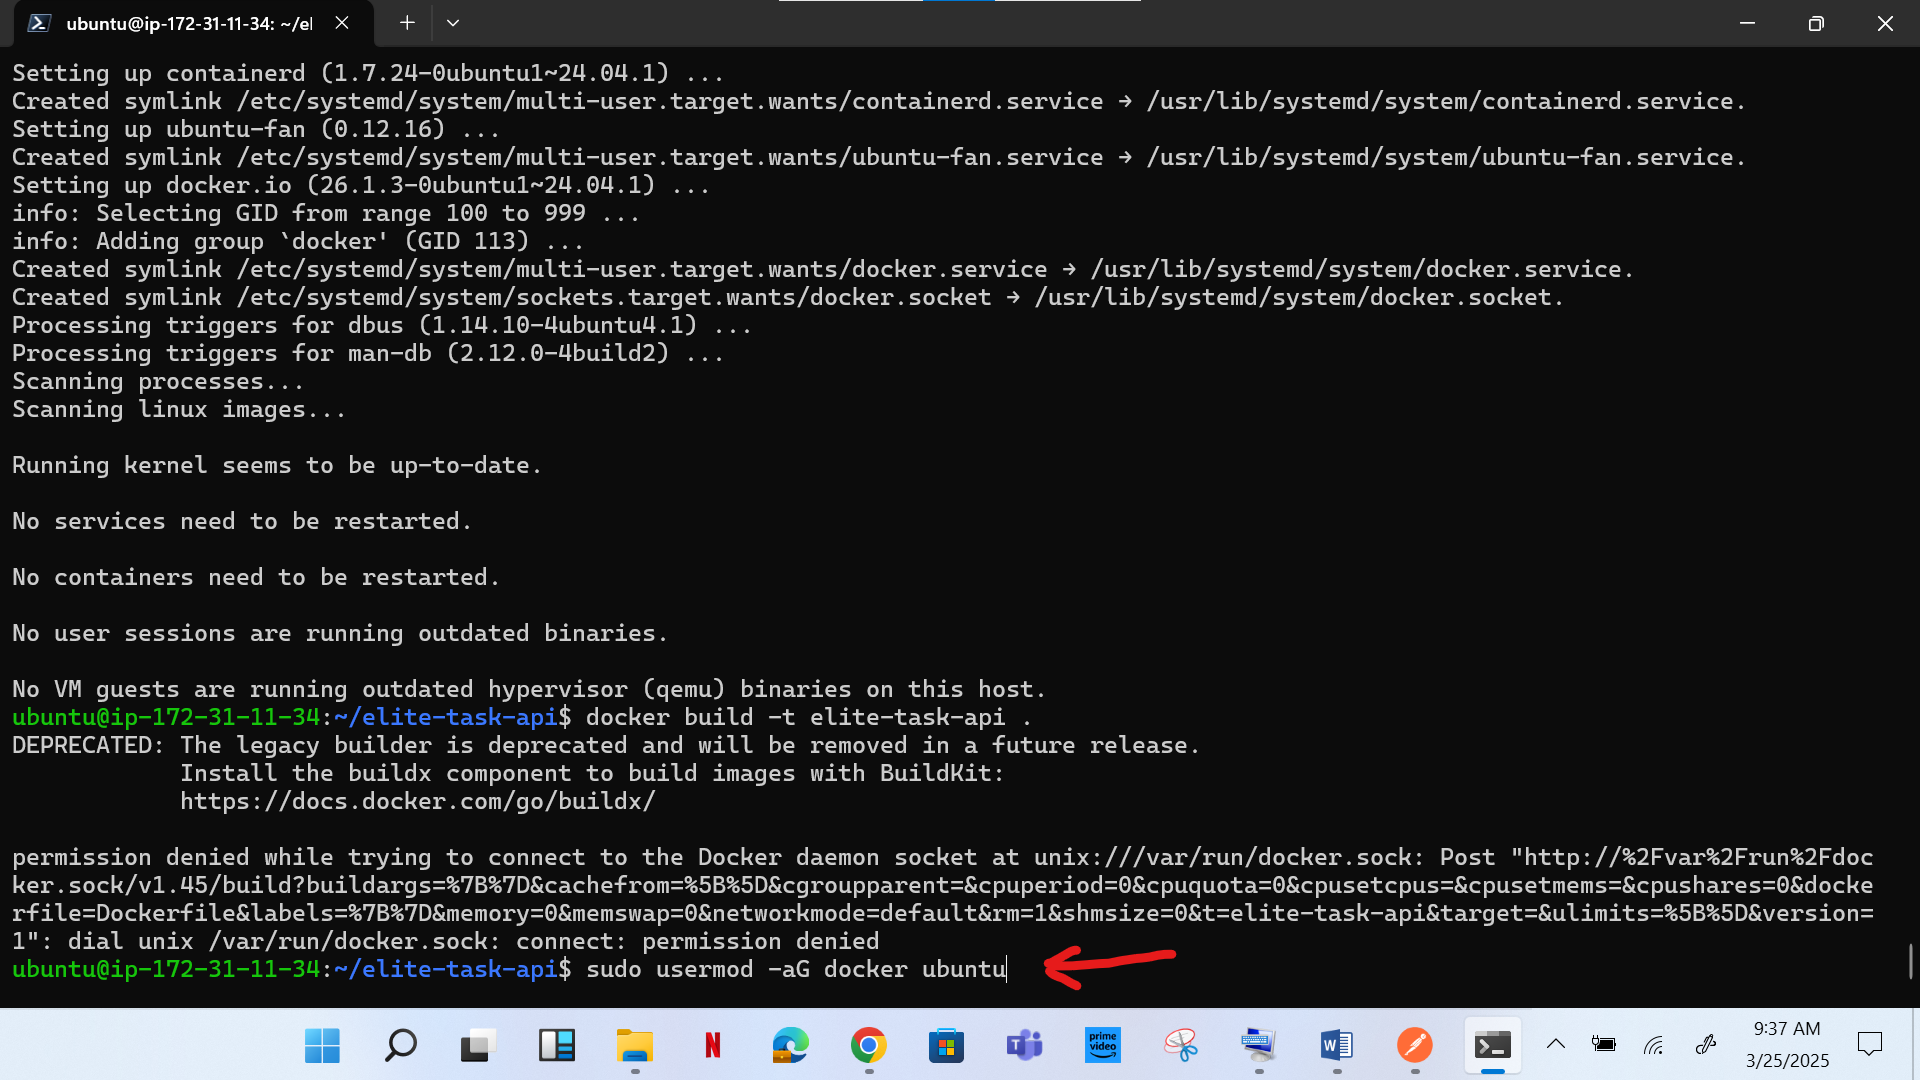 ubuntu@ip-172-31-11-34: ~/el
Setting up containerd (1.7.24-0ubuntu1~24.04.1) ...
Created symlink /etc/systemd/system/multi-user.target.wants/containerd.service → /usr/lib/systemd/system/containerd.service.
Setting up ubuntu-fan (0.12.16) ...
Created symlink /etc/systemd/system/multi-user.target.wants/ubuntu-fan.service → /usr/lib/systemd/system/ubuntu-fan.service.
Setting up docker.io (26.1.3-0ubuntu1~24.04.1) ...
info: Selecting GID from range 100 to 999 ...
info: Adding group `docker' (GID 113) ...
Created symlink /etc/systemd/system/multi-user.target.wants/docker.service → /usr/lib/systemd/system/docker.service.
Created symlink /etc/systemd/system/sockets.target.wants/docker.socket → /usr/lib/systemd/system/docker.socket.
Processing triggers for dbus (1.14.10-4ubuntu4.1) ...
Processing triggers for man-db (2.12.0-4build2) ...
Scanning processes...
Scanning linux images...
Running kernel seems to be up-to-date.
No services need to be restarted.
No containers need to be restarted.
No user sessions are running outdated binaries.
No VM guests are running outdated hypervisor (qemu) binaries on this host.
ubuntu@ip-172-31-11-34:~/elite-task-api$ docker build -t elite-task-api .
DEPRECATED: The legacy builder is deprecated and will be removed in a future release.
Install the buildx component to build images with BuildKit:
https://docs.docker.com/go/buildx/
permission denied while trying to connect to the Docker daemon socket at unix:///var/run/docker.sock: Post "http://%2Fvar%2Frun%2Fdoc
ker.sock/v1.45/build?buildargs=%7B%7D&cachefrom=%5B%5D&cgroupparent=&cpuperiod=0&cpuquota=0&cpusetcpus=&cpusetmems=&cpushares=0&docke
rfile=Dockerfile&labels=%7B%7D&memory=0&memswap=0&networkmode=default&rm=1&shmsize=0&t=elite-task-api&target=&ulimits=%5B%5D&version=
1": dial unix /var/run/docker.sock: connect: permission denied
ubuntu@ip-172-31-11-34:~/elite-task-api$ sudo usermod -aG docker ubuntu
N
T
prime video
W
9:37 AM
3/25/2025